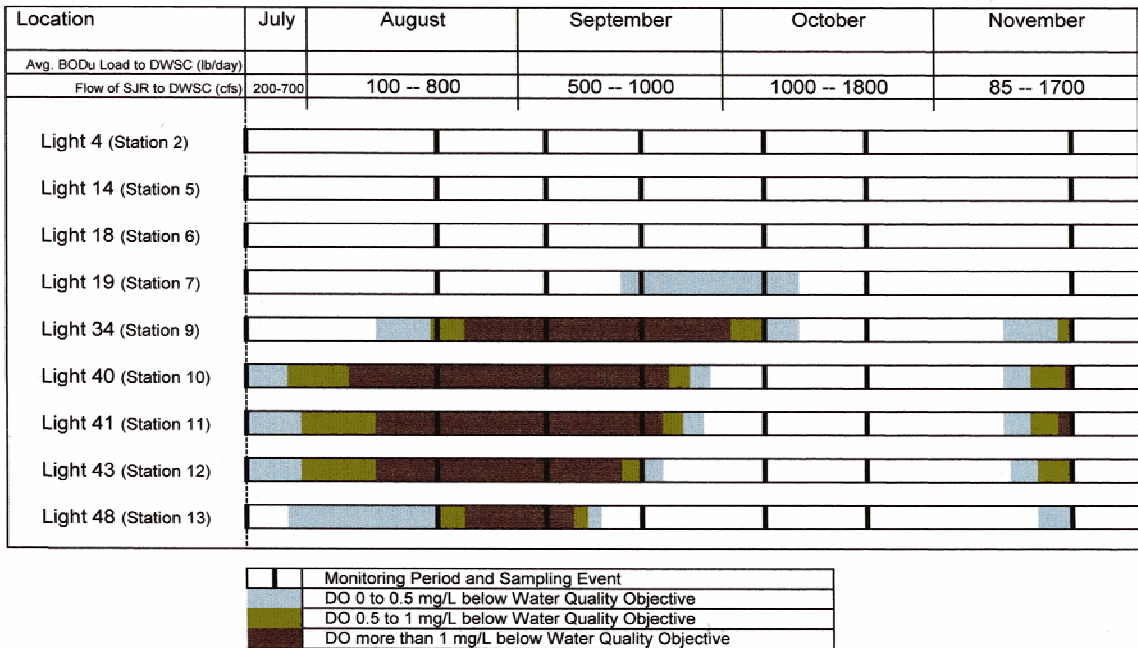 Location July August September October November
Avg. BODu Load to DWSC (lb/day)
Flow of SJR to DWSC (cfs) 200-700 100 -- 800 500 -- 1000 1000 -- 1800 85 -- 1700
Light 4 (Station 2)
Light 14 (Station 5)
Light 18 (Station 6)
Light 19 (Station 7)
Light 34 (Station 9)
Light 40 (Station 10)
Light 41 (Station 11)
Light 43 (Station 12)
Light 48 (Station 13)
Monitoring Period and Sampling Event
DO 0 to 0.5 mg/L below Water Quality Objective
DO 0.5 to 1 mg/L below Water Quality Objective
DO more than 1 mg/L below Water Quality Objective